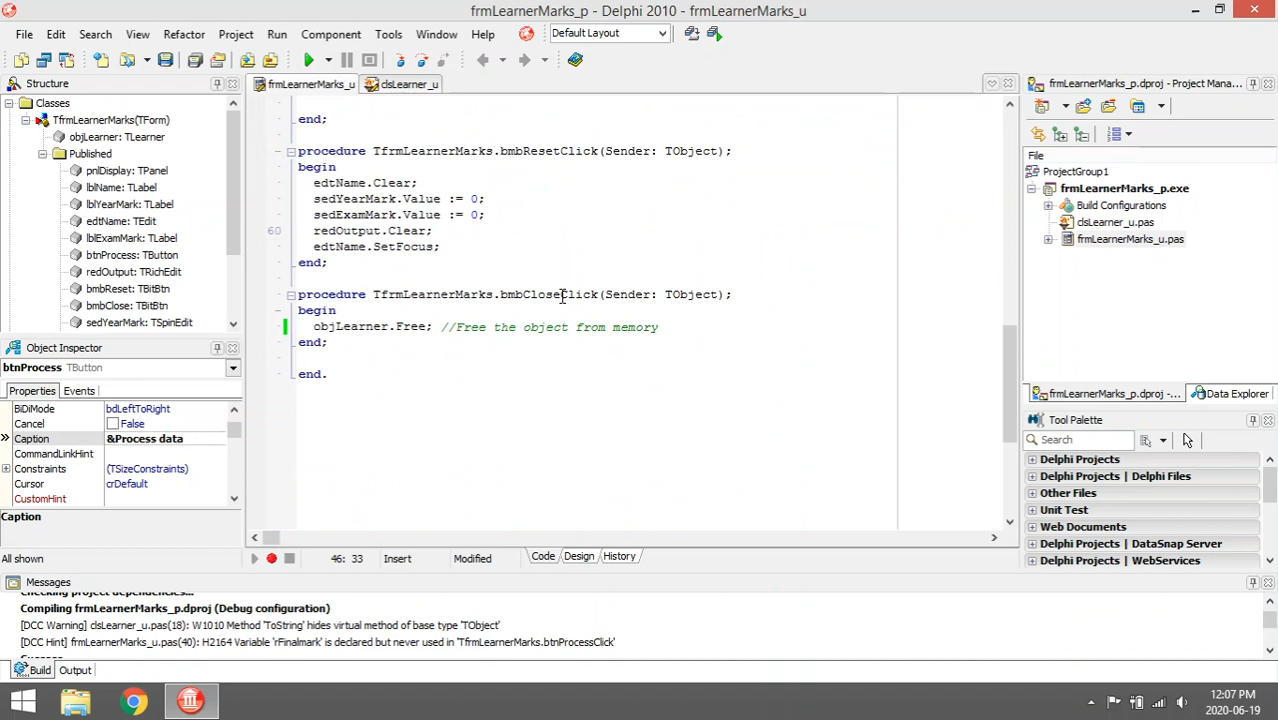 frmLearnerMarks_p - Delphi 2010 - frmLearnerMarks_u
File Edit Search View Refactor Project Run Component Tools Window Help Default Layout
Structure
Classes
TfrmLearnerMarks(TForm)
objLearner: TLearner
Published
pnlDisplay: TPanel
lblName: TLabel
lblYearMark: TLabel
edtName: TEdit
lblExamMark: TLabel
btnProcess: TButton
redOutput: TRichEdit
bmbReset: TBitBtn
bmbClose: TBitBtn
sedYearMark: TSpinEdit
Object Inspector
btnProcess TButton
Properties Events
BiDiMode bdLeftToRight
Cancel False
Caption &Process data
CommandLinkHint
Constraints (TSizeConstraints)
Cursor crDefault
CustomHint
Caption
All shown
frmLearnerMarks_u clsLearner_u
end;
procedure TfrmLearnerMarks.bmbResetClick(Sender: TObject);
begin
edtName.Clear;
sedYearMark.Value := 0;
sedExamMark.Value := 0;
60 redOutput.Clear;
edtName.SetFocus;
end;
procedure TfrmLearnerMarks.bmbCloseClick(Sender: TObject);
begin
objLearner.Free; //Free the object from memory
end;
end.
46: 33 Insert Modified Code Design History
frmLearnerMarks_p.dproj - Project Mana...
File
ProjectGroup1
frmLearnerMarks_p.exe
Build Configurations
clsLearner_u.pas
frmLearnerMarks_u.pas
frmLearnerMarks_p.dproj -... Data Explorer
Tool Palette
Search
Delphi Projects
Delphi Projects | Delphi Files
Other Files
Unit Test
Web Documents
Delphi Projects | DataSnap Server
Delphi Projects | WebServices
Messages
Checking project dependencies...
Compiling frmLearnerMarks_p.dproj (Debug configuration)
[DCC Warning] clsLearner_u.pas(18): W1010 Method 'ToString' hides virtual method of base type 'TObject'
[DCC Hint] frmLearnerMarks_u.pas(40): H2164 Variable 'rFinalmark' is declared but never used in 'TfrmLearnerMarks.btnProcessClick'
Build Output
12:07 PM
2020-06-19